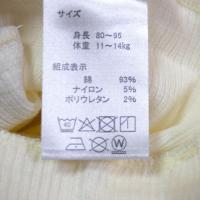 サイズ
身長 80~95
体重 11~14kg
組成表示
綿 93%
ナイロン 5%
ポリウレタン 2%
40
W